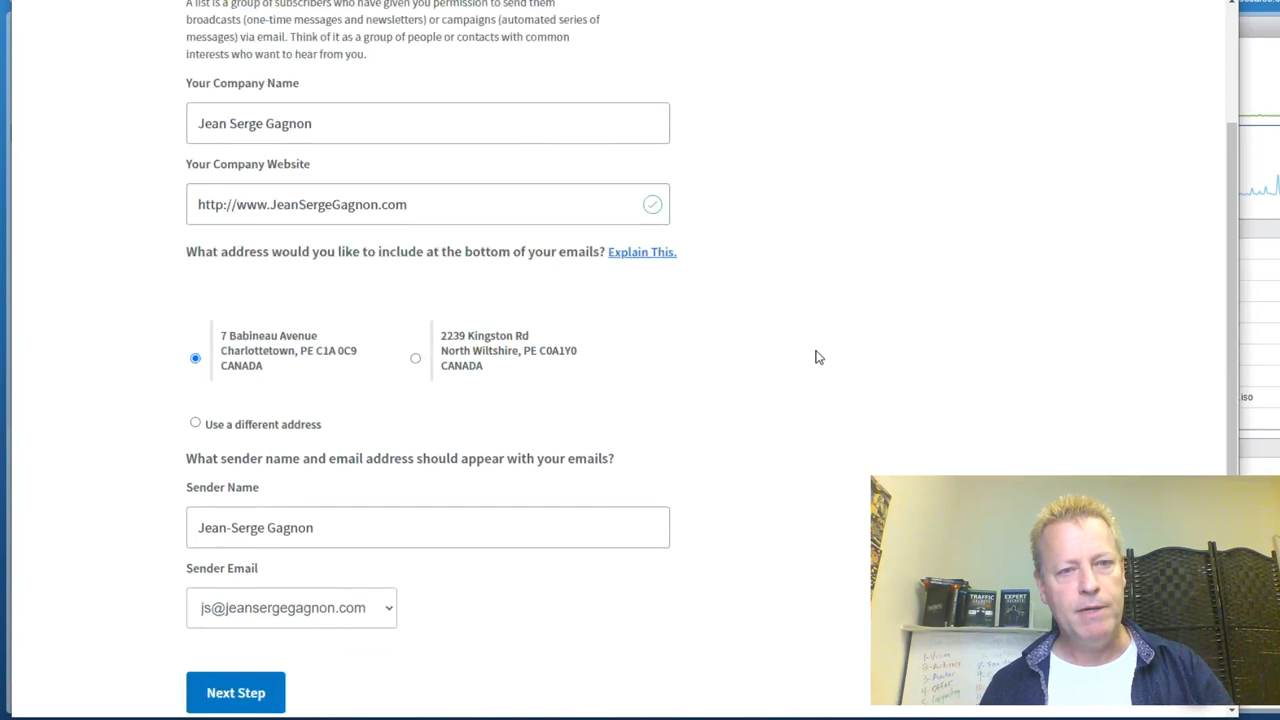 A list is a group of subscribers who have given you permission to send them
broadcasts (one-time messages and newsletters) or campaigns (automated series of
messages) via email. Think of it as a group of people or contacts with common
interests who want to hear from you.
Your Company Name
Jean Serge Gagnon
Your Company Website
http://www.JeanSergeGagnon.com
What address would you like to include at the bottom of your emails? Explain This.
7 Babineau Avenue
Charlottetown, PE C1A 0C9
CANADA
2239 Kingston Rd
North Wiltshire, PE C0A1Y0
CANADA
Use a different address
What sender name and email address should appear with your emails?
Sender Name
Jean-Serge Gagnon
Sender Email
js@jeansergegagnon.com
Next Step
iso
TRAFFIC
SECRETS
EXPERT
SECRETS